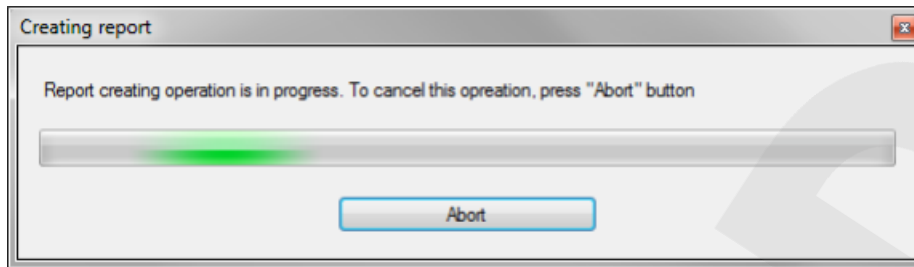 Creating report
Report creating operation is in progress. To cancel this opreation, press "Abort" button
Abort